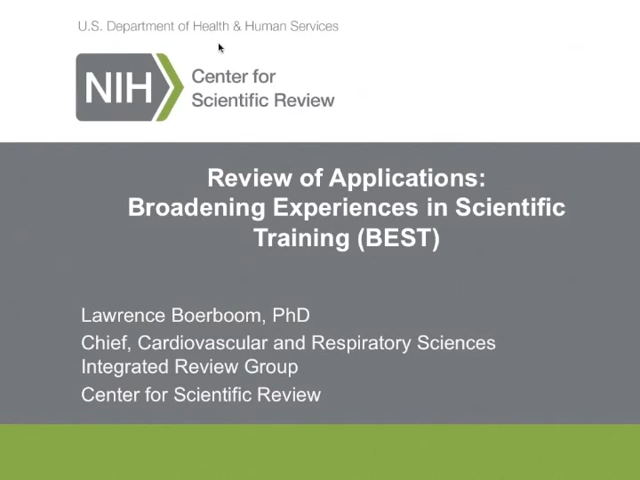 U.S. Department of Health & Human Services
NIH
Center for
Scientific Review
Review of Applications:
Broadening Experiences in Scientific
Training (BEST)
Lawrence Boerboom, PhD
Chief, Cardiovascular and Respiratory Sciences
Integrated Review Group
Center for Scientific Review